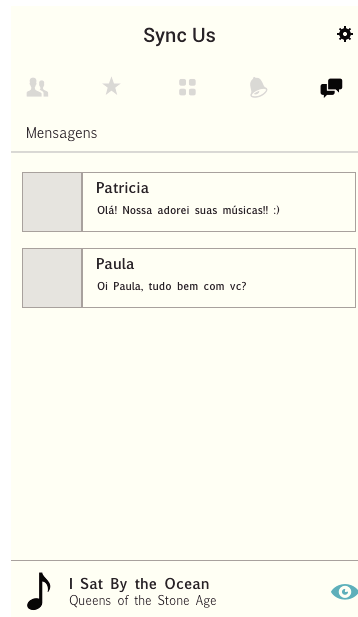 Sync Us
Mensagens
Patricia
Olá! Nossa adorei suas músicas!! :)
Paula
Oi Paula, tudo bem com vc?
I Sat By the Ocean
Queens of the Stone Age